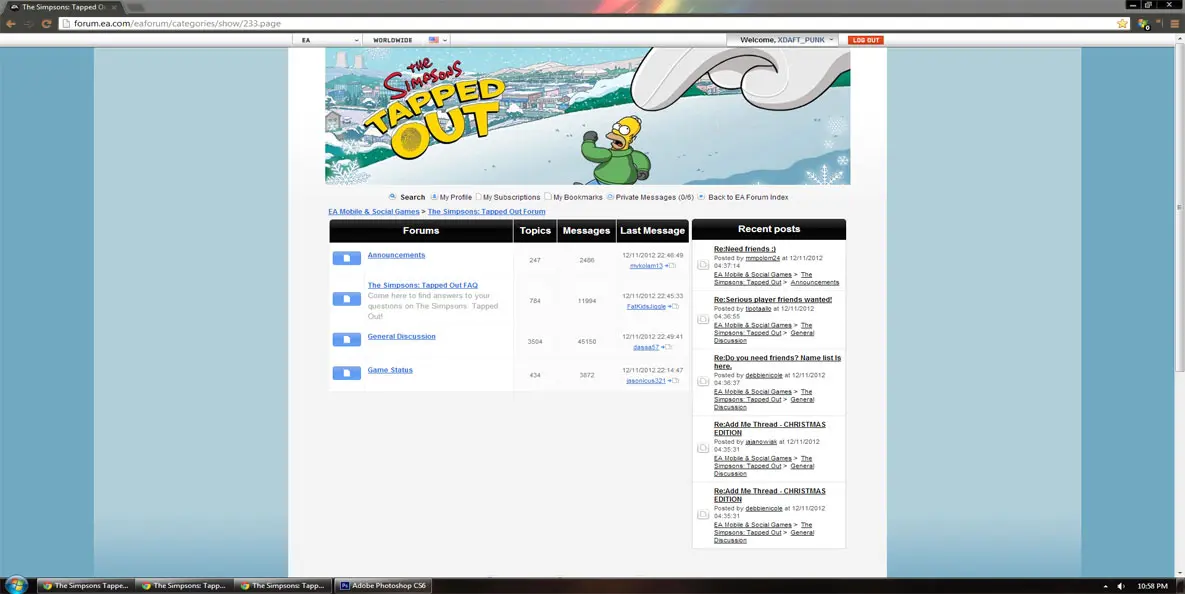 The Simpsons: Tapped O
forum.ea.com/eaforum/categories/show/233.page
EA
WORLDWIDE
Welcome, XDAFT_PUNK
LOG OUT
THE
SIMPSONS
TAPPED
OUT
Search My Profile My Subscriptions My Bookmarks Private Messages (0/6) Back to EA Forum Index
EA Mobile & Social Games > The Simpsons: Tapped Out Forum
Forums Topics Messages Last Message
Announcements 247 2486 12/11/2012 22:46:49
mvkolam13
The Simpsons: Tapped Out FAQ
Come here to find answers to your
questions on The Simpsons: Tapped
Out!
784 11994 12/11/2012 22:45:33
FatKidsJiggle
General Discussion 3504 45150 12/11/2012 22:49:41
dassa57
Game Status 434 3872 12/11/2012 22:14:47
jasonicus321
Recent posts
Re:Need friends :)
Posted by mmpolom24 at 12/11/2012
04:37:14
EA Mobile & Social Games > The
Simpsons: Tapped Out > Announcements
Re:Serious player friends wanted!
Posted by tipotaailo at 12/11/2012
04:36:55
EA Mobile & Social Games > The
Simpsons: Tapped Out > General
Discussion
Re:Do you need friends? Name list is
here.
Posted by debbienicole at 12/11/2012
04:36:37
EA Mobile & Social Games > The
Simpsons: Tapped Out > General
Discussion
Re:Add Me Thread - CHRISTMAS
EDITION
Posted by jajanowiak at 12/11/2012
04:35:31
EA Mobile & Social Games > The
Simpsons: Tapped Out > General
Discussion
Re:Add Me Thread - CHRISTMAS
EDITION
Posted by debbienicole at 12/11/2012
04:35:31
EA Mobile & Social Games > The
Simpsons: Tapped Out > General
Discussion
The Simpsons Tappe... The Simpsons: Tapp... The Simpsons: Tapp... Adobe Photoshop CS6 10:58 PM